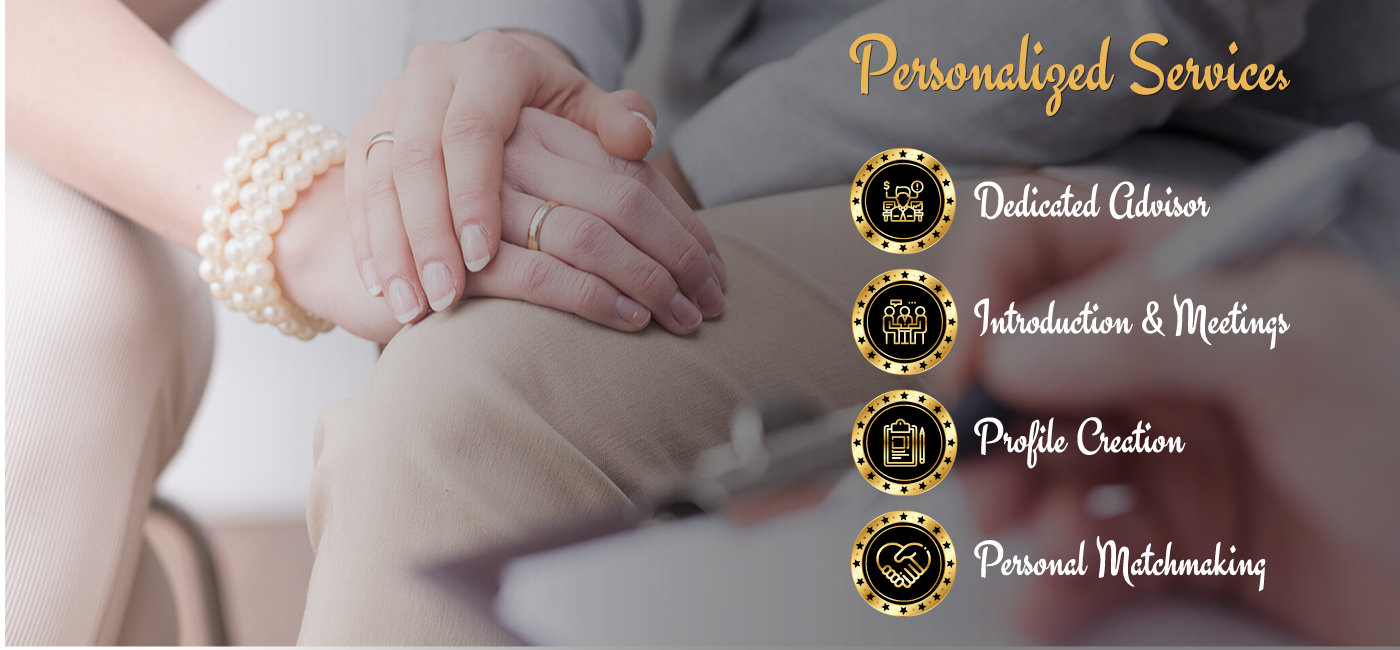 Personalized Services
Dedicated Advisor
Introduction & Meetings
Profile Creation
Personal Matchmaking